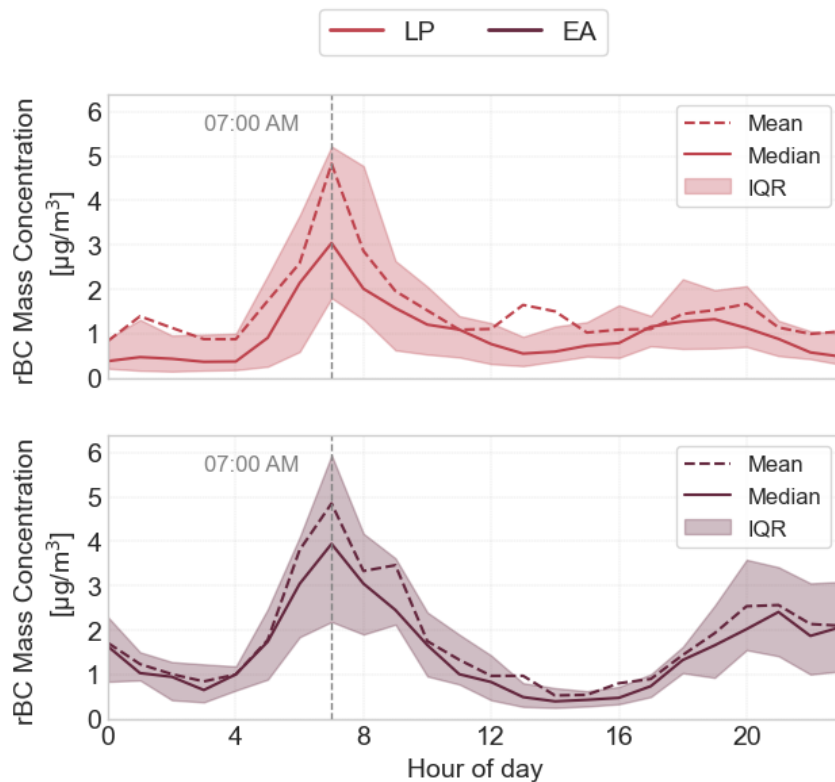 LP EA
rBC Mass Concentration
[µg/m³]
6
5
4
3
2
1
0
07:00 AM
Mean
Median
IQR
rBC Mass Concentration
[µg/m³]
6
5
4
3
2
1
0
07:00 AM
Mean
Median
IQR
0 4 8 12 16 20
Hour of day